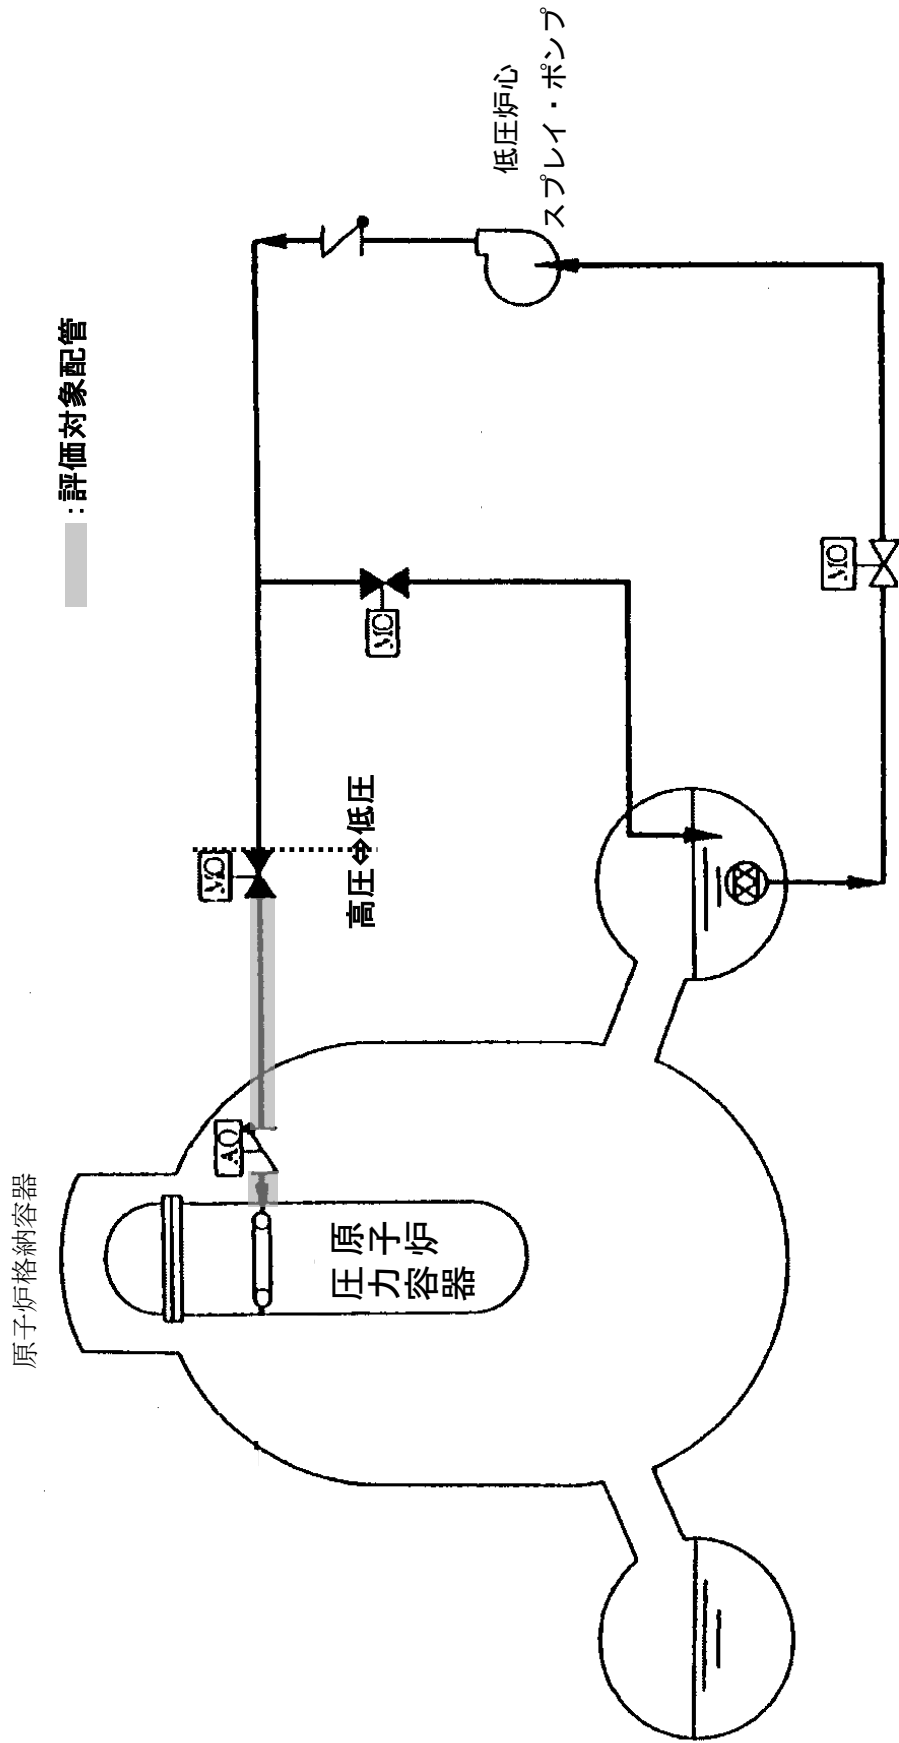 原子炉格納容器
原子炉
圧力容器
AO
MO
高圧⇔低圧
MO
:評価対象配管
低圧炉心
スプレイ・ポンプ
MO